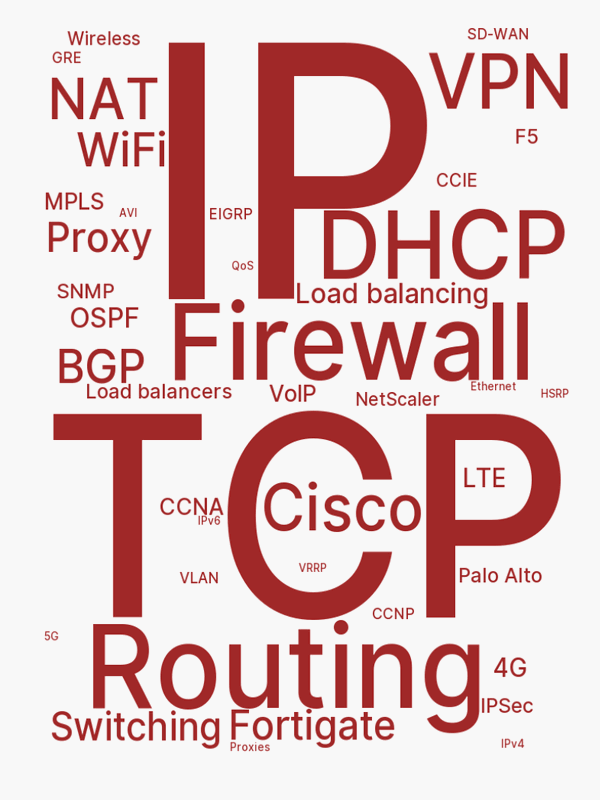 Wireless
SD-WAN
GRE
IP
VPN
NAT
F5
WiFi
CCIE
MPLS
AVI
EIGRP
DHCP
Proxy
QoS
SNMP
Load balancing
OSPF
Firewall
BGP
Load balancers
VoIP
Ethernet
NetScaler
HSRP
TCP
LTE
CCNA
Cisco
IPv6
VRRP
VLAN
Palo Alto
CCNP
5G
Routing
4G
IPSec
Switching
Fortigate
Proxies
IPv4